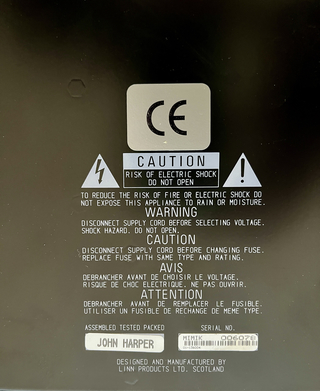 CE
CAUTION
RISK OF ELECTRIC SHOCK
DO NOT OPEN
TO REDUCE THE RISK OF FIRE OR ELECTRIC SHOCK DO
NOT EXPOSE THIS APPLIANCE TO RAIN OR MOISTURE.
WARNING
DISCONNECT SUPPLY CORD BEFORE SELECTING VOLTAGE.
SHOCK HAZARD. DO NOT OPEN.
CAUTION
DISCONNECT SUPPLY CORD BEFORE CHANGING FUSE.
REPLACE FUSE WITH SAME TYPE AND RATING.
AVIS
DEBRANCHER AVANT DE CHOISIR LE VOLTAGE.
RISQUE DE CHOC ELECTRIQUE. NE PAS OUVRIR.
ATTENTION
DEBRANCHER AVANT DE REMPLACER LE FUSIBLE.
UTILISER UN FUSIBLE DE RECHANGE DE MEME TYPE.
ASSEMBLED TESTED PACKED SERIAL NO.
JOHN HARPER MIMIK 006076
DESIGNED AND MANUFACTURED BY
LINN PRODUCTS LTD. SCOTLAND